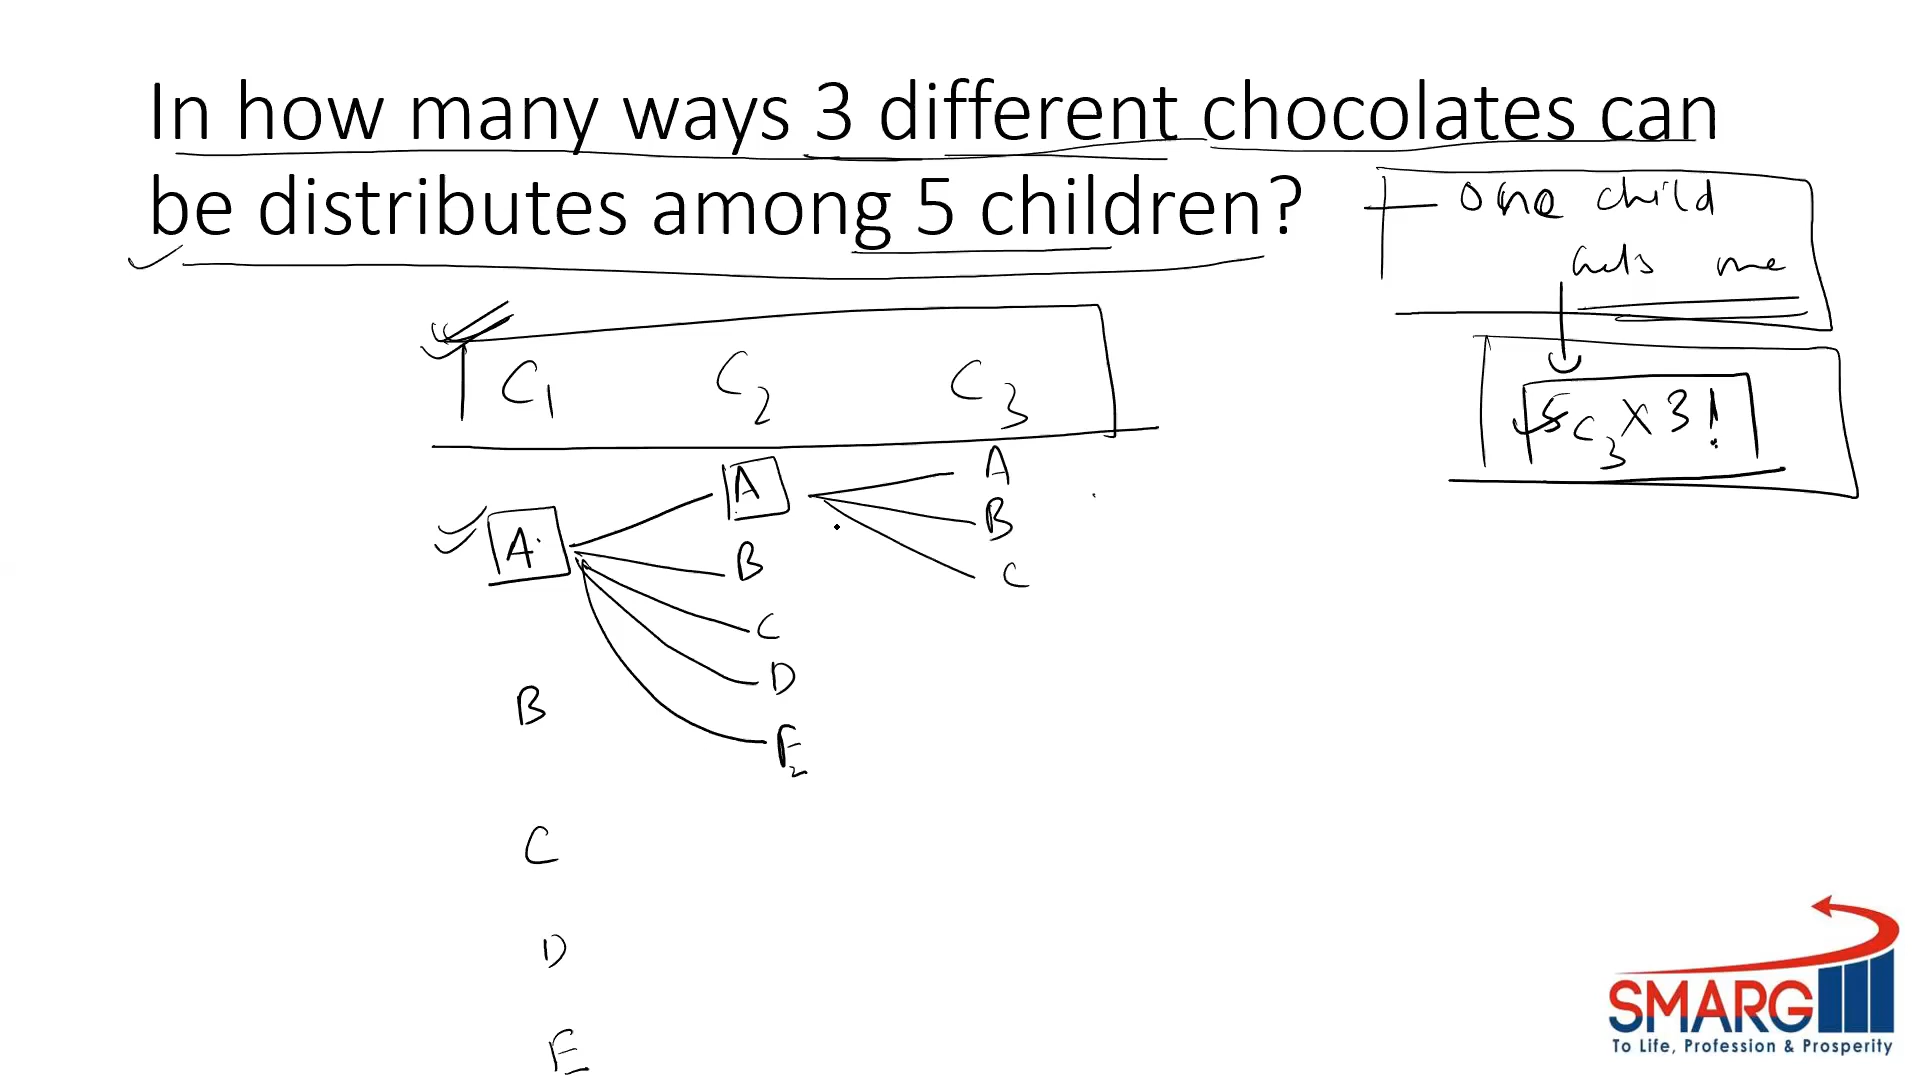 In how many ways 3 different chocolates can
be distributes among 5 children?
one child
gets one
5c3 x 3!
C1 C2 C3
A
A
B
C
D
E
A
B
C
B
C
D
E
SMARG
To Life, Profession & Prosperity